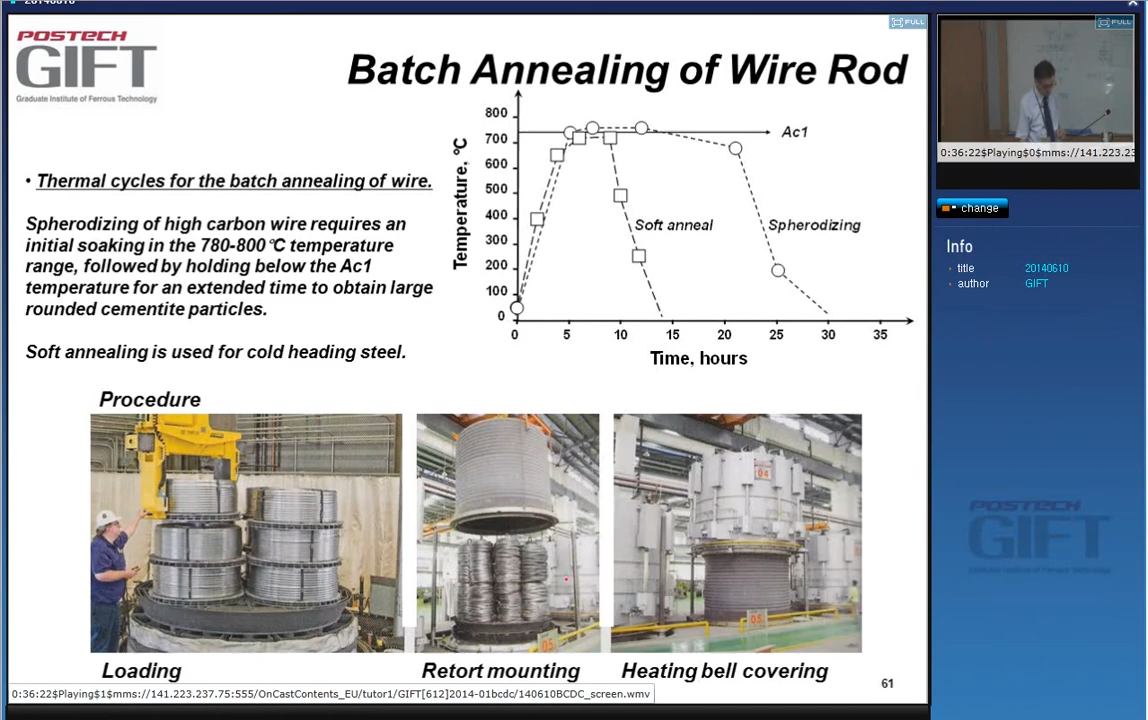 20140610
FULL
POSTECH
GIFT
Graduate Institute of Ferrous Technology
Batch Annealing of Wire Rod
• Thermal cycles for the batch annealing of wire.
Spherodizing of high carbon wire requires an
initial soaking in the 780-800℃ temperature
range, followed by holding below the Ac1
temperature for an extended time to obtain large
rounded cementite particles.
Soft annealing is used for cold heading steel.
Temperature, ℃
800
700
600
500
400
300
200
100
0
Ac1
Soft anneal
Spherodizing
0 5 10 15 20 25 30 35
Time, hours
Procedure
04
05
05
Loading
Retort mounting
Heating bell covering
61
0:36:22$Playing$1$mms://141.223.237.75:555/OnCastContents_EU/tutor1/GIFT[612]2014-01bcdc/140610BCDC_screen.wmv
FULL
0:36:22$Playing$0$mms://141.223.23
change
Info
title 20140610
author GIFT
POSTECH
GIFT